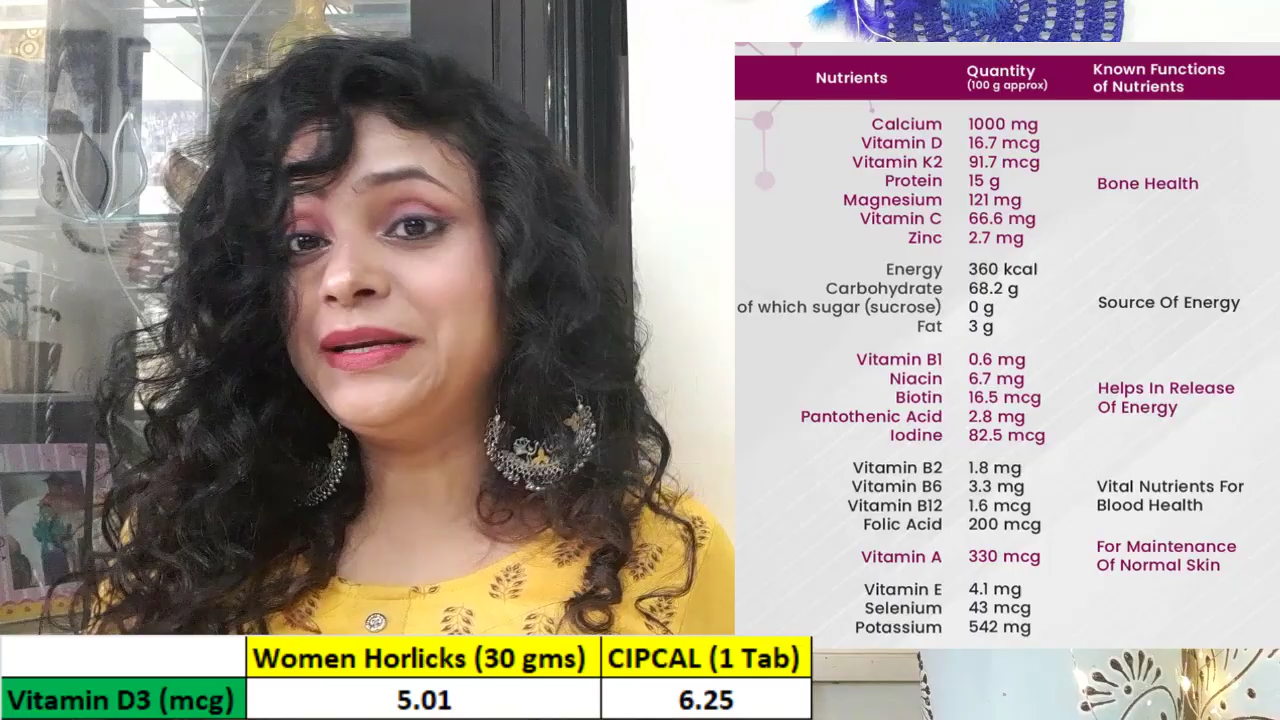 Nutrients Quantity (100 g approx) Known Functions of Nutrients
Calcium 1000 mg
Vitamin D 16.7 mcg
Vitamin K2 91.7 mcg
Protein 15 g Bone Health
Magnesium 121 mg
Vitamin C 66.6 mg
Zinc 2.7 mg
Energy 360 kcal
Carbohydrate 68.2 g
of which sugar (sucrose) 0 g Source Of Energy
Fat 3 g
Vitamin B1 0.6 mg
Niacin 6.7 mg Helps In Release
Biotin 16.5 mcg Of Energy
Pantothenic Acid 2.8 mg
Iodine 82.5 mcg
Vitamin B2 1.8 mg
Vitamin B6 3.3 mg Vital Nutrients For
Vitamin B12 1.6 mcg Blood Health
Folic Acid 200 mcg
Vitamin A 330 mcg For Maintenance Of Normal Skin
Vitamin E 4.1 mg
Selenium 43 mcg
Potassium 542 mg
Women Horlicks (30 gms) CIPCAL (1 Tab)
Vitamin D3 (mcg) 5.01 6.25